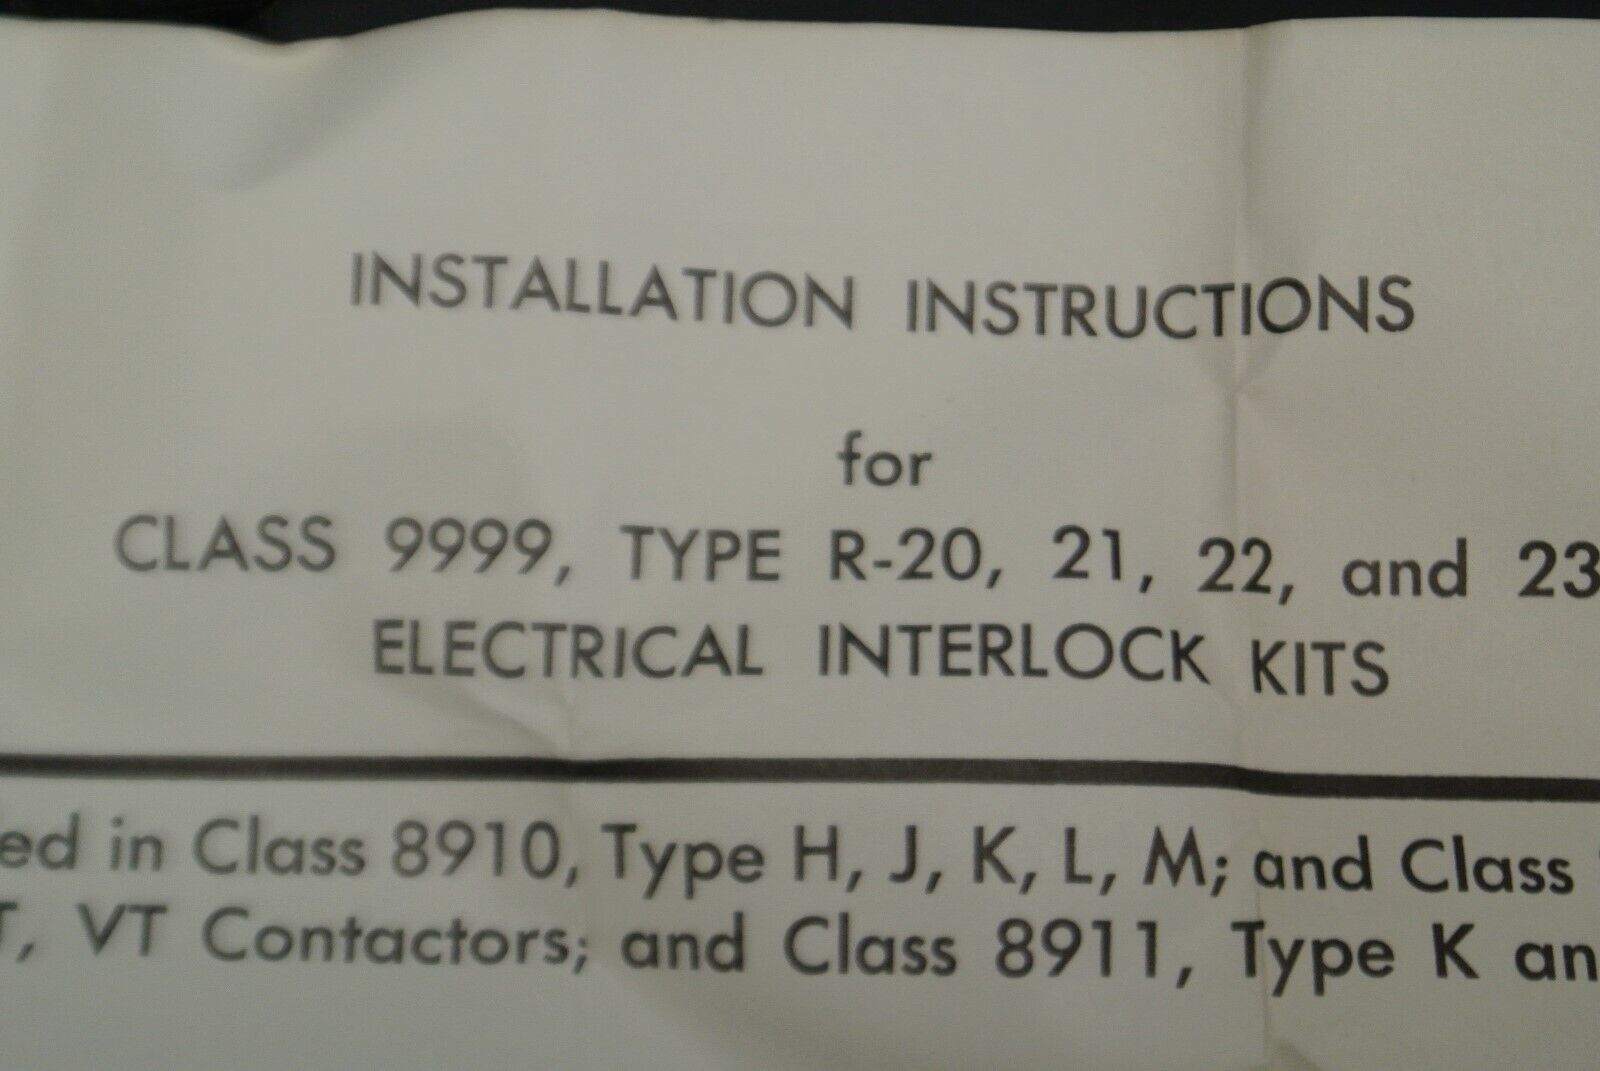 INSTALLATION INSTRUCTIONS
for
CLASS 9999, TYPE R-20, 21, 22, and 23
ELECTRICAL INTERLOCK KITS
ed in Class 8910, Type H, J, K, L, M; and Class
T, VT Contactors; and Class 8911, Type K an